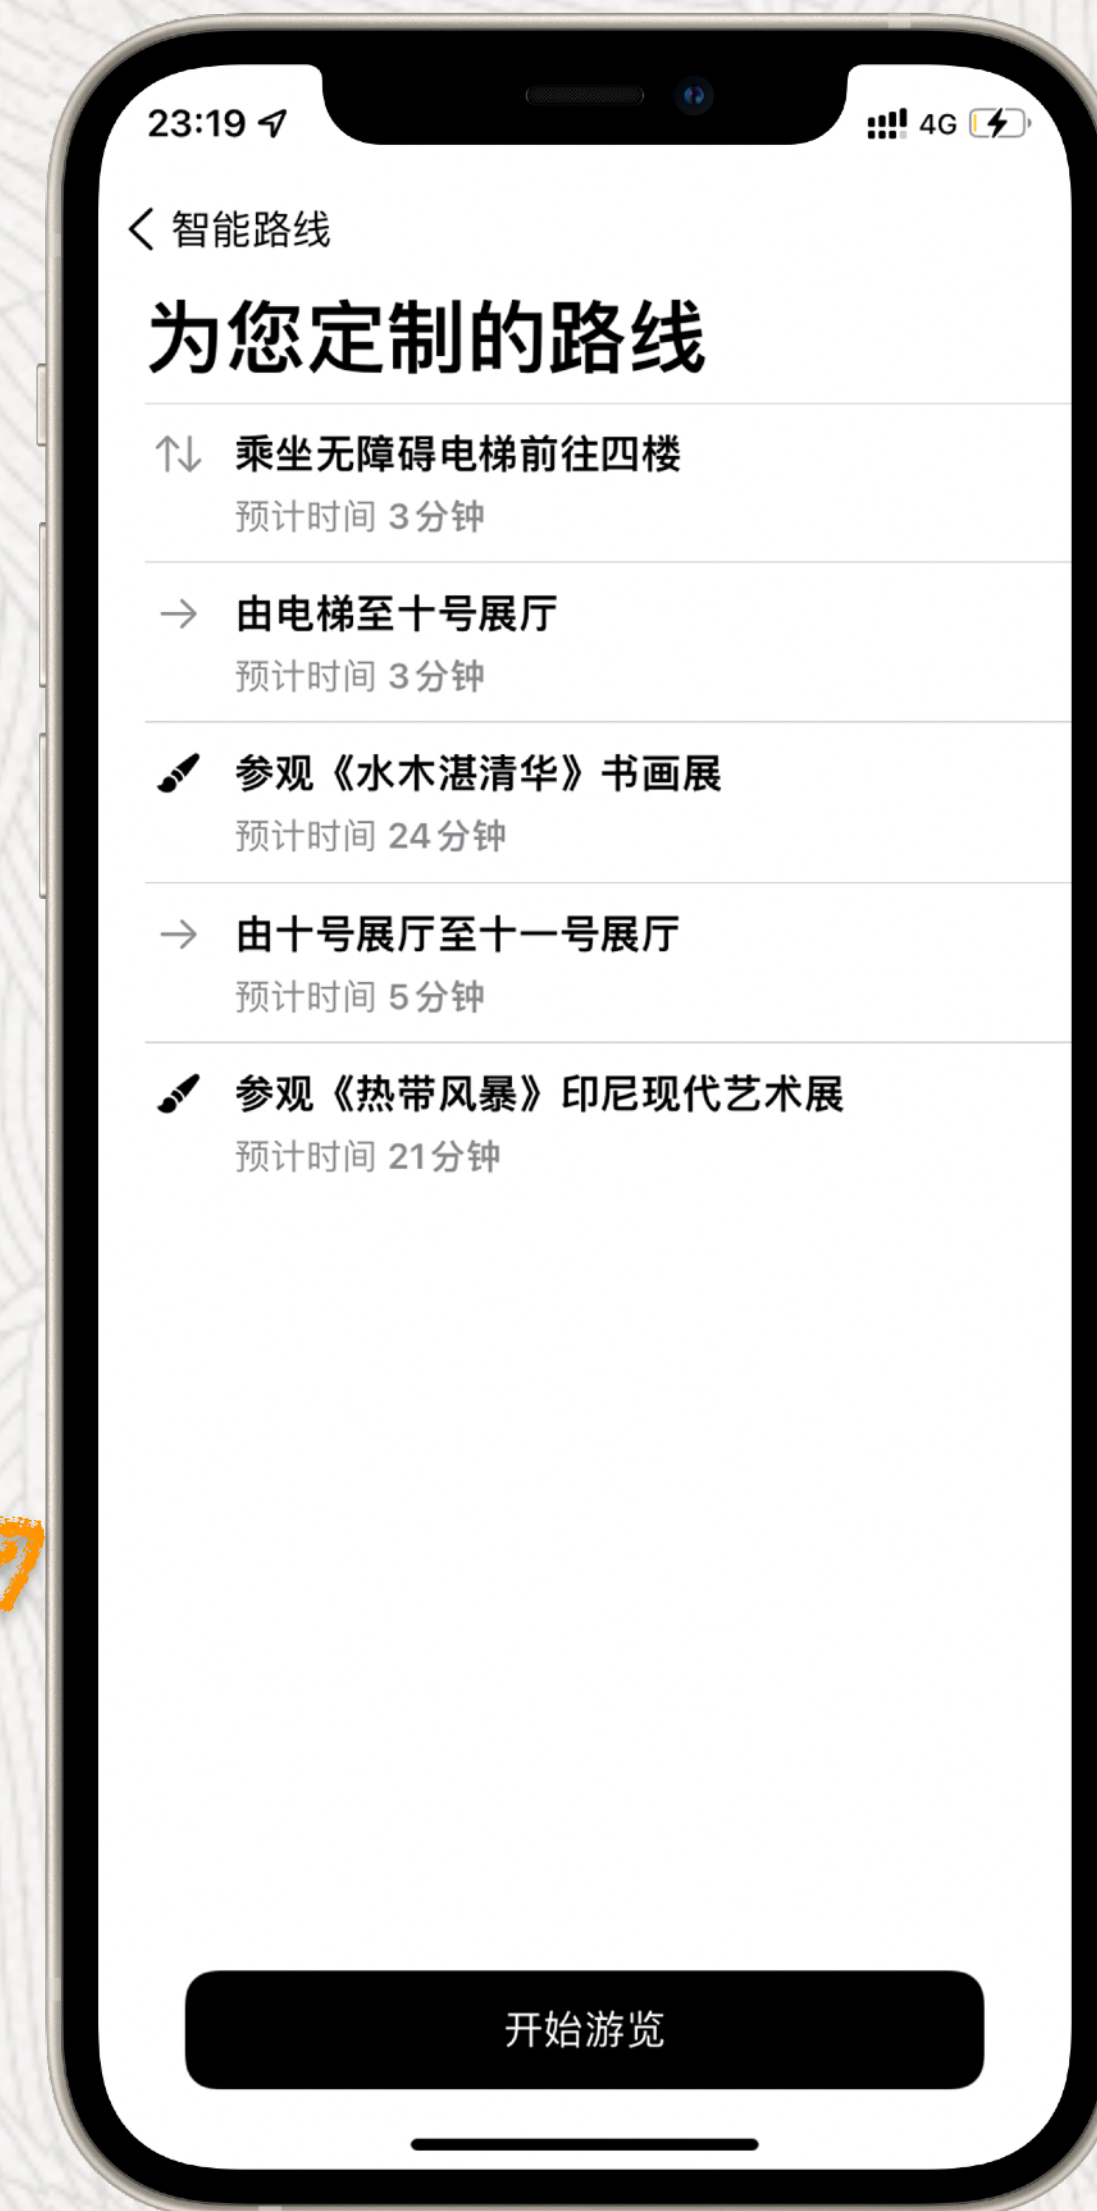 23:19
4G
智能路线
为您定制的路线
乘坐无障碍电梯前往四楼
预计时间 3分钟
由电梯至十号展厅
预计时间 3分钟
参观《水木湛清华》书画展
预计时间 24分钟
由十号展厅至十一号展厅
预计时间 5分钟
参观《热带风暴》印尼现代艺术展
预计时间 21分钟
开始游览